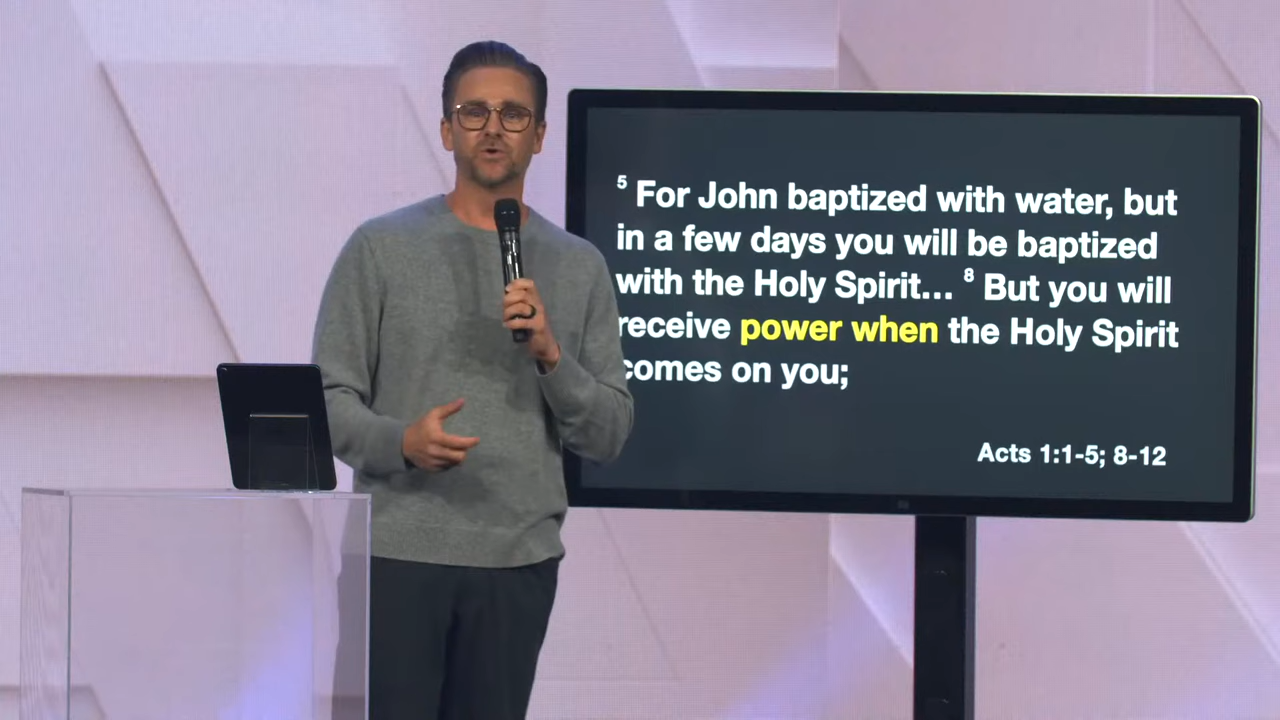 5 For John baptized with water, but
in a few days you will be baptized
with the Holy Spirit... 8 But you will
receive power when the Holy Spirit
comes on you;
Acts 1:1-5; 8-12